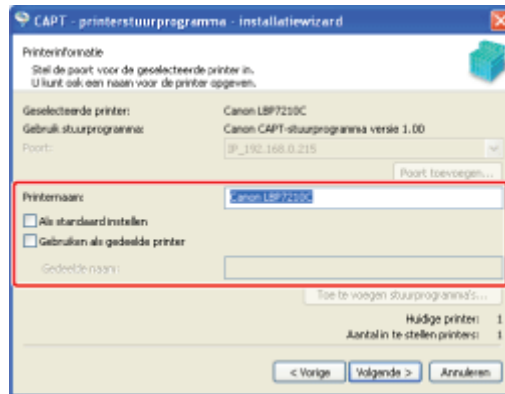 CAPT - printerstuurprogramma - installatiewizard
Printerinformatie
Stel de poort voor de geselecteerde printer in.
U kunt ook een naam voor de printer opgeven.
Geselecteerde printer: Canon LBP7210C
Gebruik stuurprogramma: Canon CAPT-stuurprogramma versie 1.00
Poort: IP_192.168.0.215
Poort toevoegen...
Printernaam: Canon LBP7210C
Als standaard instellen
Gebruiken als gedeelde printer
Gedeelde naam:
Toe te voegen stuurprogramma's...
Huidige printer: 1
Aantal in te stellen printers: 1
< Vorige Volgende > Annuleren